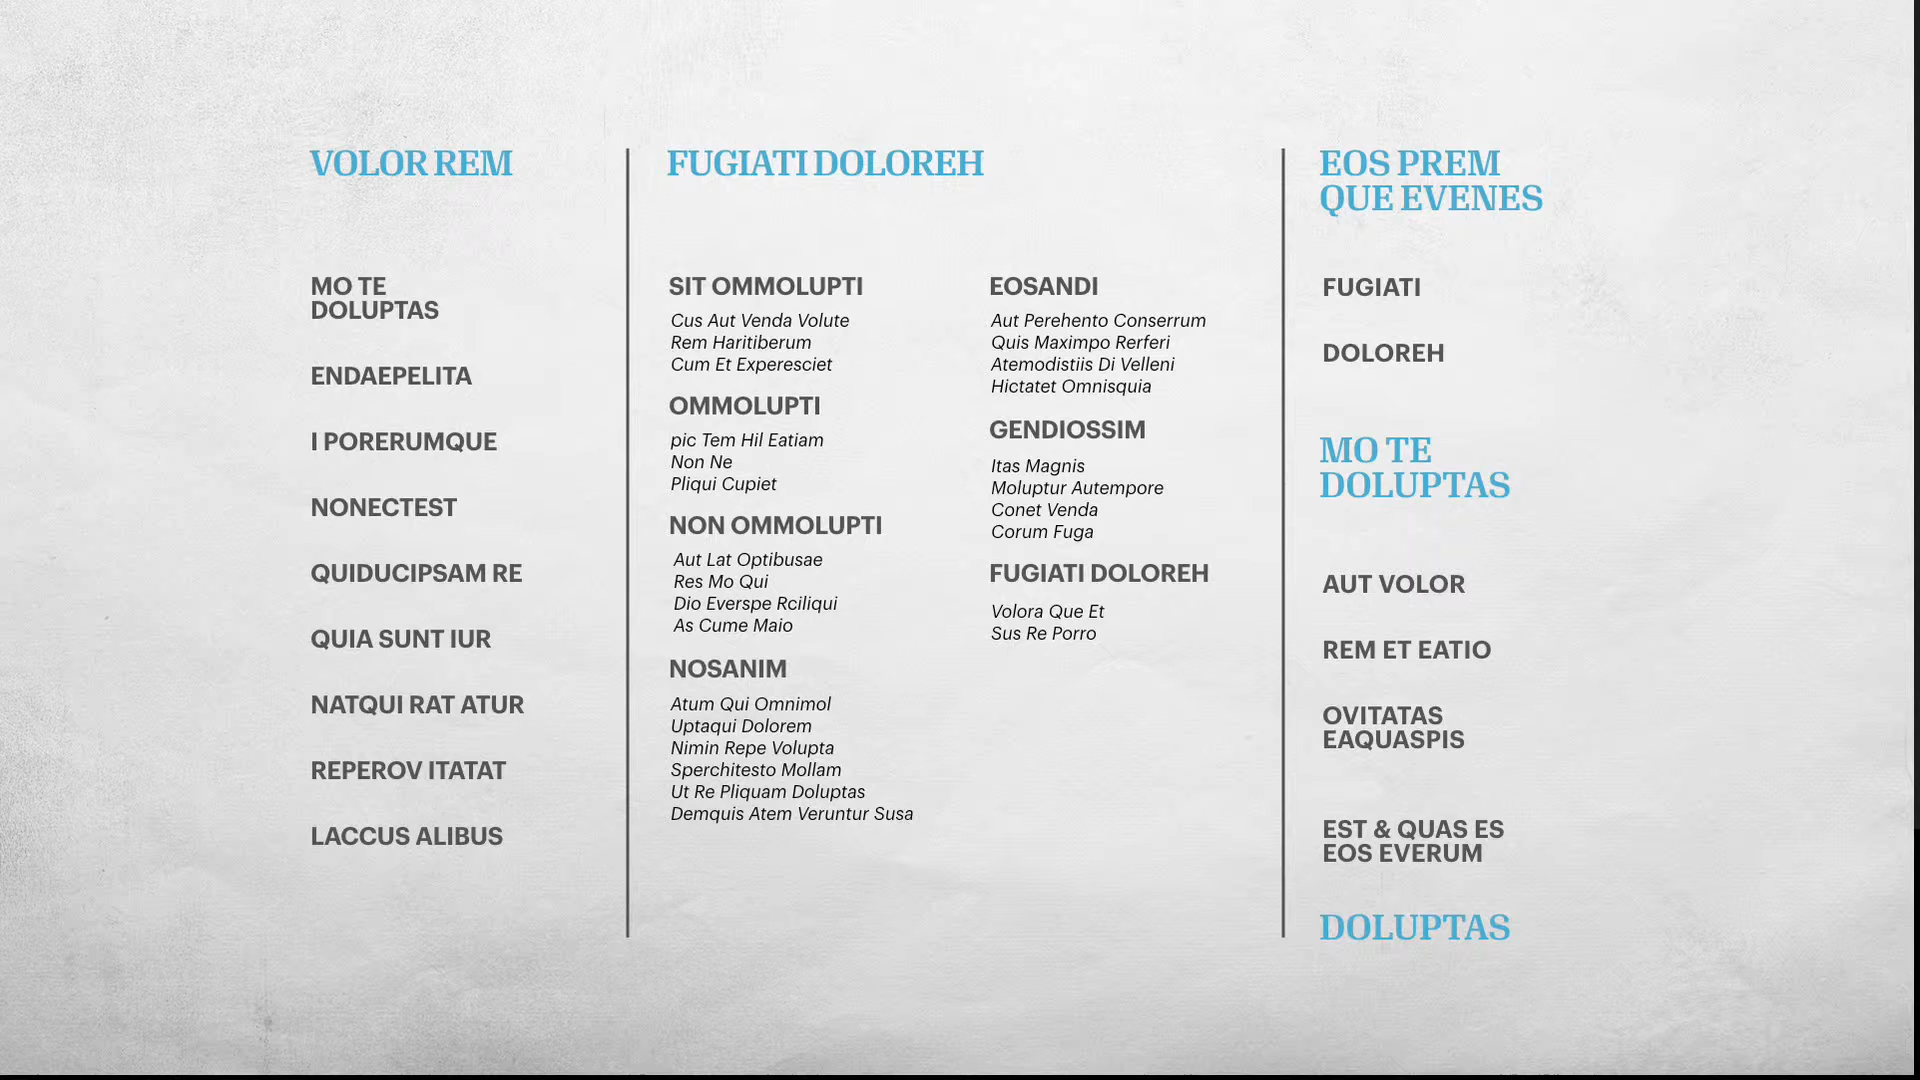 VOLOR REM
MO TE
DOLUPTAS
ENDAEPELITA
I PORERUMQUE
NONECTEST
QUIDUCIPSAM RE
QUIA SUNT IUR
NATQUI RAT ATUR
REPEROV ITATAT
LACCUS ALIBUS
FUGIATI DOLOREH
SIT OMMOLUPTI
Cus Aut Venda Volute
Rem Haritiberum
Cum Et Experesciet
OMMOLUPTI
pic Tem Hil Eatiam
Non Ne
Pliqui Cupiet
NON OMMOLUPTI
Aut Lat Optibusae
Res Mo Qui
Dio Everspe Rciliqui
As Cume Maio
NOSANIM
Atum Qui Omnimol
Uptaqui Dolorem
Nimin Repe Volupta
Sperchitesto Mollam
Ut Re Pliquam Doluptas
Demquis Atem Veruntur Susa
EOSANDI
Aut Perehento Conserrum
Quis Maximpo Rerferi
Atemodistiis Di Velleni
Hictatet Omnisquia
GENDIOSSIM
Itas Magnis
Moluptur Autempore
Conet Venda
Corum Fuga
FUGIATI DOLOREH
Volora Que Et
Sus Re Porro
EOS PREM
QUE EVENES
FUGIATI
DOLOREH
MO TE
DOLUPTAS
AUT VOLOR
REM ET EATIO
OVITATAS
EAQUASPIS
EST & QUAS ES
EOS EVERUM
DOLUPTAS